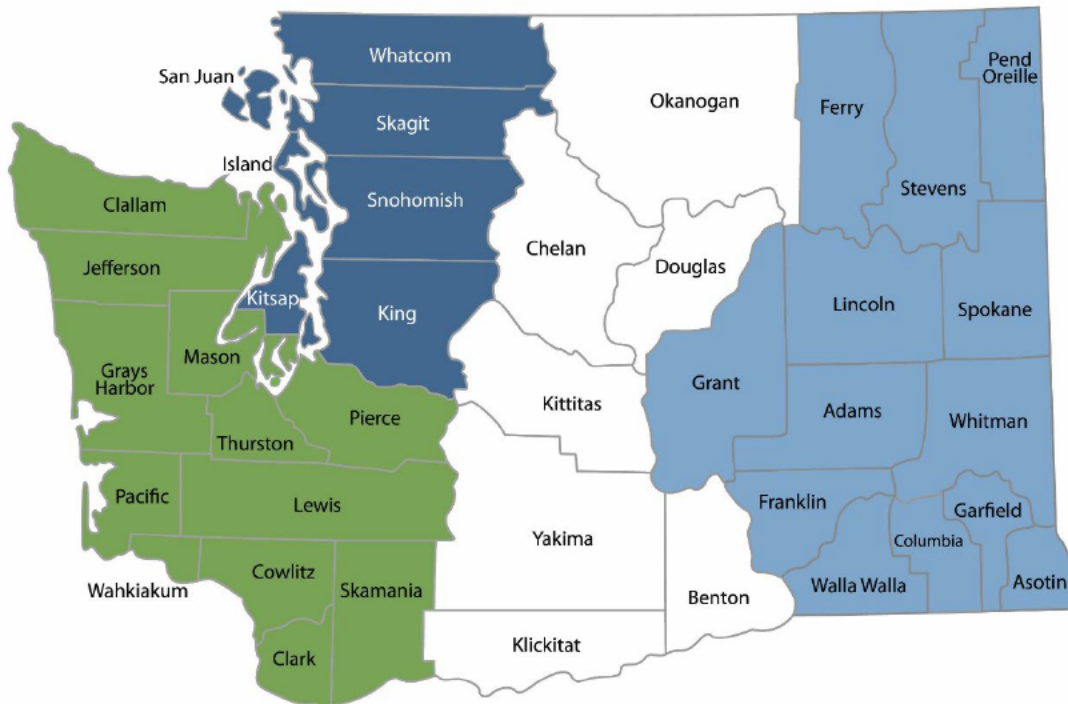 Whatcom
San Juan
Pend
Oreille
Okanogan
Ferry
Skagit
Island
Stevens
Snohomish
Clallam
Chelan
Douglas
Jefferson
Kitsap
Lincoln
Spokane
King
Mason
Grays
Harbor
Grant
Kittitas
Adams
Whitman
Pierce
Thurston
Pacific
Lewis
Franklin
Garfield
Yakima
Columbia
Cowlitz
Wahkiakum
Skamania
Walla Walla
Asotin
Benton
Klickitat
Clark